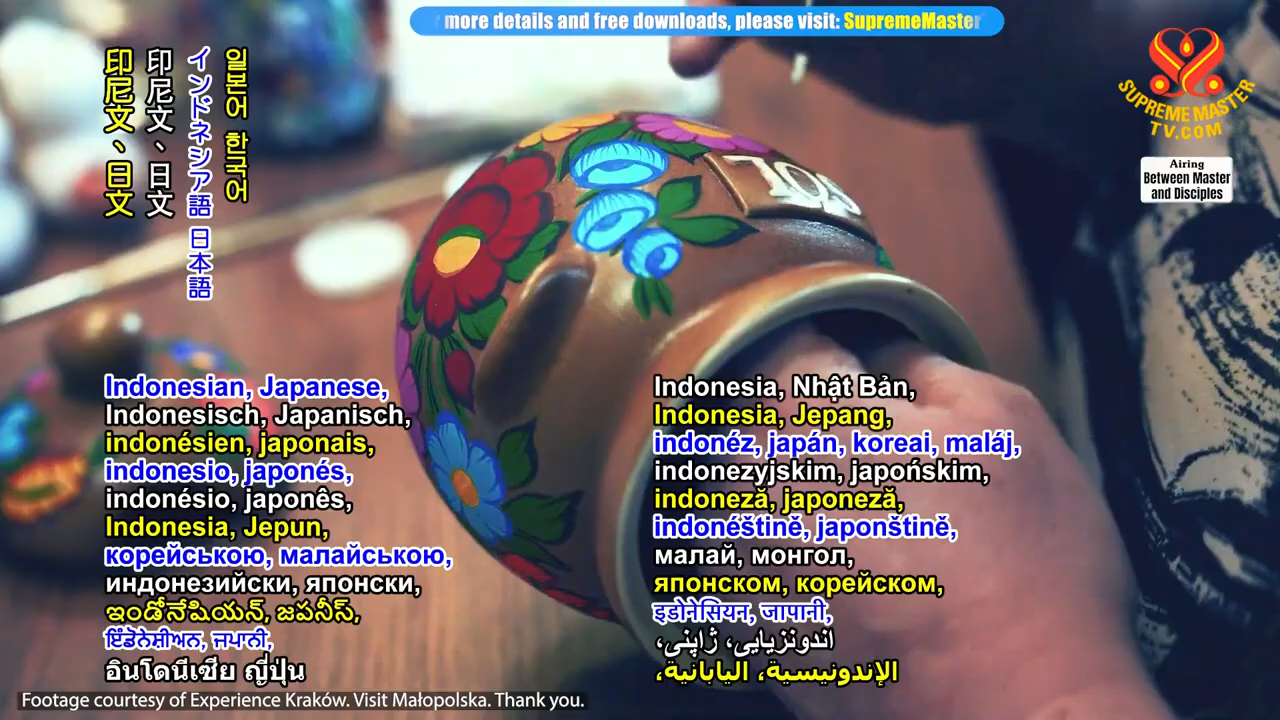 more details and free downloads, please visit: SupremeMaster
SUPREME MASTER
TV.COM
Airing
Between Master
and Disciples
일본어 한국어
インドネシア語 日本語
印尼文、日文
印尼文、日文
Indonesian, Japanese,
Indonesisch, Japanisch,
indonésien, japonais,
indonesio, japonés,
indonésio, japonês,
Indonesia, Jepun,
корейською, малайською,
индонезийски, японски,
ఇండోనేషియన్, జపనీస్,
ਇੰਡੋਨੇਸ਼ੀਅਨ, ਜਪਾਨੀ,
อินโดนีเซีย ญี่ปุ่น
Indonesia, Nhật Bản,
Indonesia, Jepang,
indonéz, japán, koreai, maláj,
indonezyjskim, japońskim,
indoneză, japoneză,
indonéštině, japonštině,
малай, монгол,
японском, корейском,
इडोनेसियन, जापानी,
اندونزیایی، ژاپنی،
الإندونيسية، اليابانية،
Footage courtesy of Experience Kraków. Visit Małopolska. Thank you.